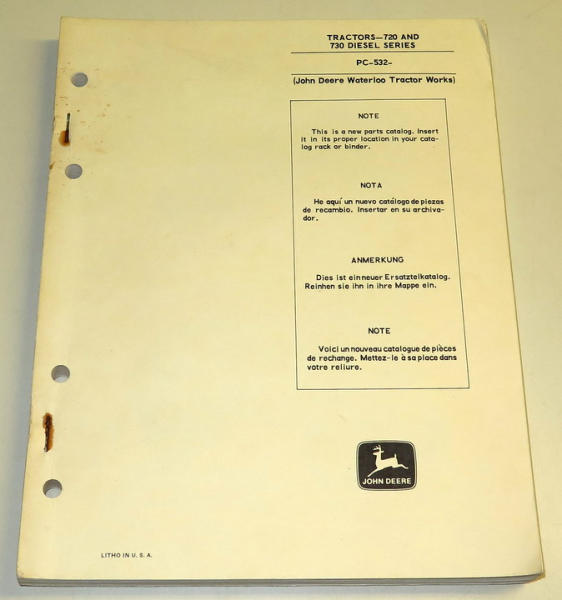 TRACTORS—720 AND
730 DIESEL SERIES
PC-532-
(John Deere Waterloo Tractor Works)
NOTE
This is a new parts catalog. Insert
it in its proper location in your cata-
log rack or binder.
NOTA
He aquí un nuevo catálogo de piezas
de recambio. Insertar en su archiva-
dor.
ANMERKUNG
Dies ist ein neuer Ersatzteilkatalog.
Reinhen sie ihn in ihre Mappe ein.
NOTE
Voici un nouveau catalogue de pièces
de rechange. Mettez-le à sa place dans
votre reliure.
JOHN DEERE
LITHO IN U. S. A.